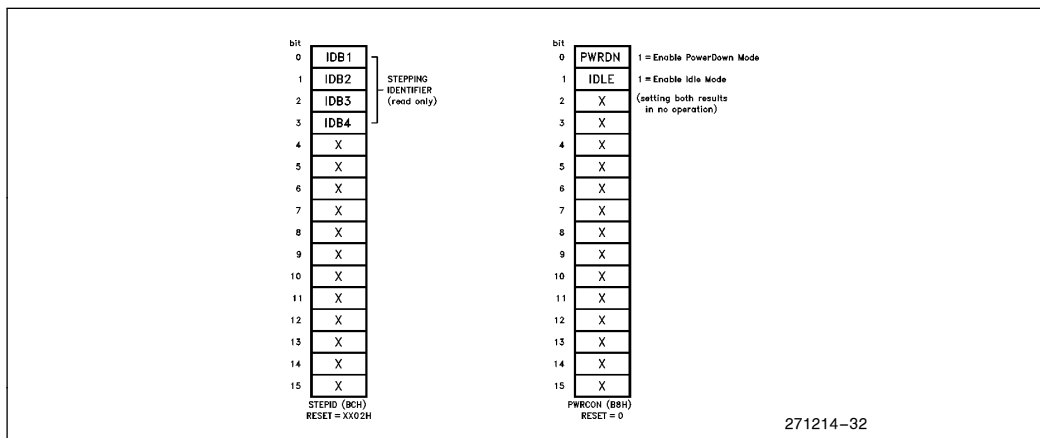 bit
0 IDB1
1 IDB2
2 IDB3
3 IDB4
4 X
5 X
6 X
7 X
8 X
9 X
10 X
11 X
12 X
13 X
14 X
15 X
STEPPING
IDENTIFIER
(read only)
STEPID (BCH)
RESET = XX02H
bit
0 PWRDN 1 = Enable PowerDown Mode
1 IDLE 1 = Enable Idle Mode
2 X (setting both results
in no operation)
3 X
4 X
5 X
6 X
7 X
8 X
9 X
10 X
11 X
12 X
13 X
14 X
15 X
PWRCON (B8H)
RESET = 0
271214–32